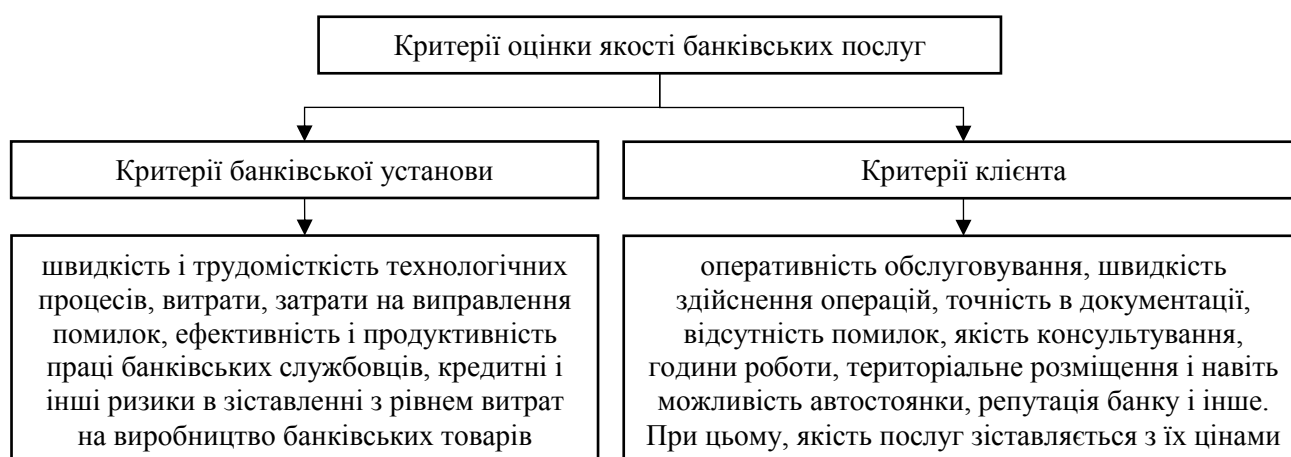 Критерії оцінки якості банківських послуг
Критерії банківської установи
Критерії клієнта
швидкість і трудомісткість технологічних
процесів, витрати, затрати на виправлення
помилок, ефективність і продуктивність
праці банківських службовців, кредитні і
інші ризики в зіставленні з рівнем витрат
на виробництво банківських товарів
оперативність обслуговування, швидкість
здійснення операцій, точність в документації,
відсутність помилок, якість консультування,
години роботи, територіальне розміщення і навіть
можливість автостоянки, репутація банку і інше.
При цьому, якість послуг зіставляється з їх цінами